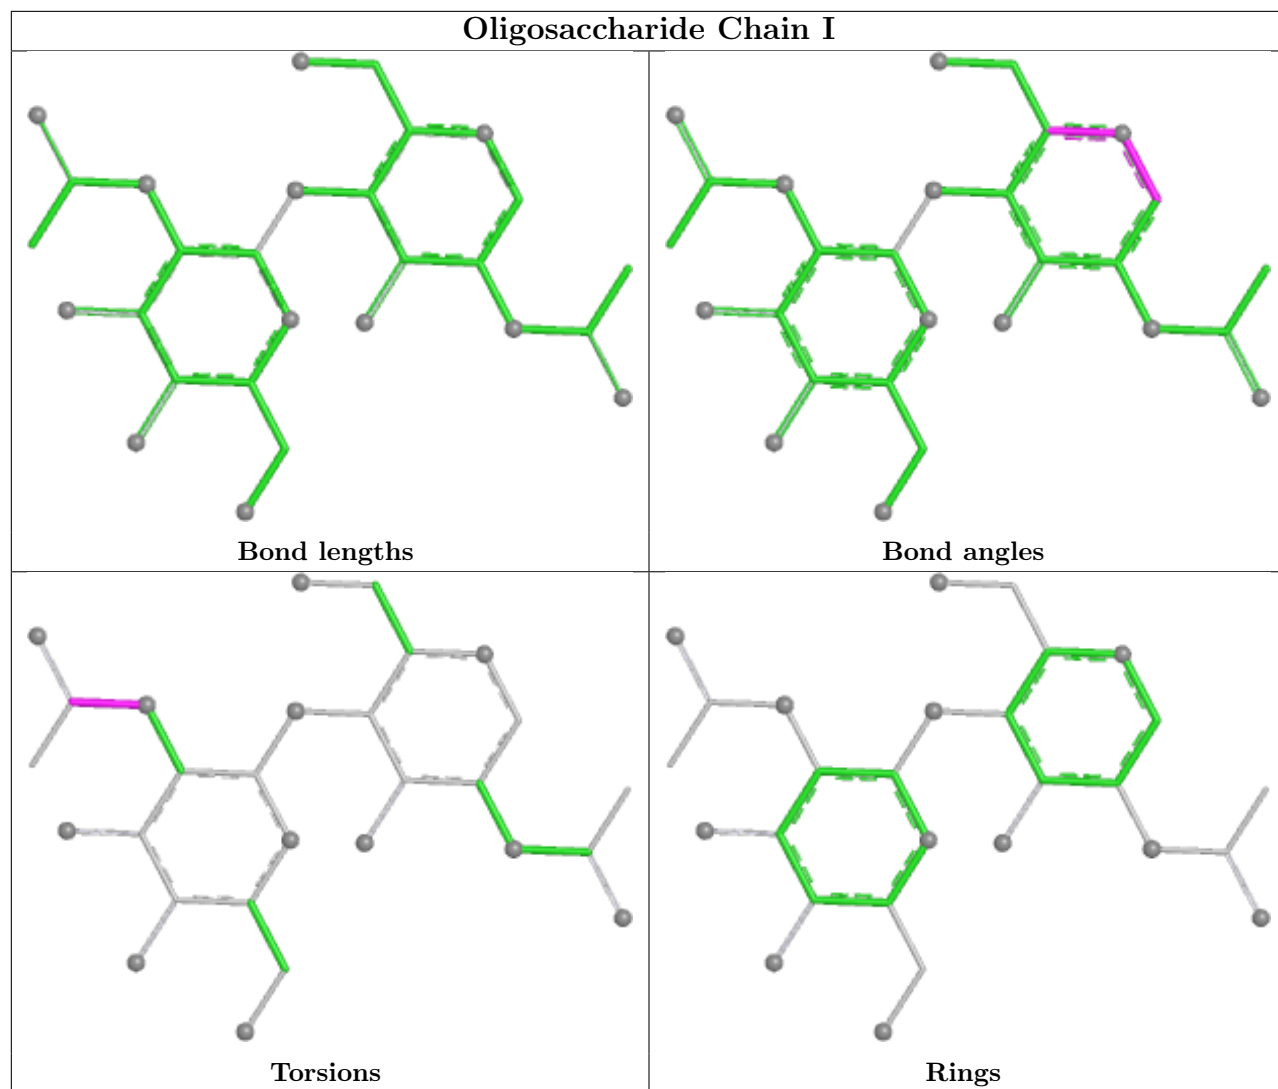 Oligosaccharide Chain I
Bond lengths
Bond angles
Torsions
Rings